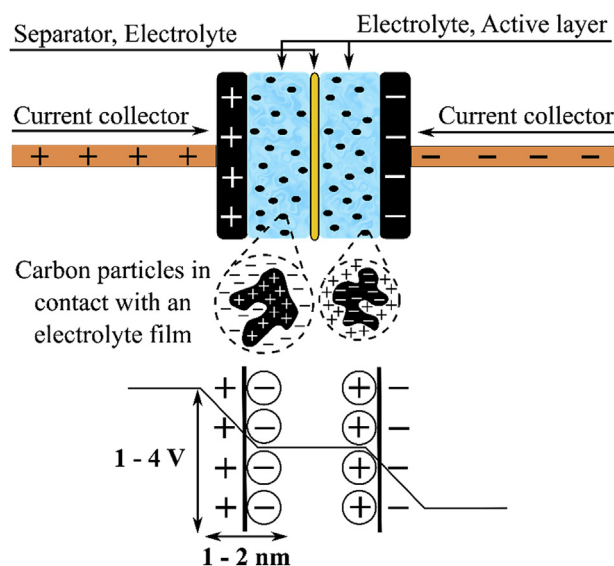 Separator, Electrolyte
Electrolyte, Active layer
Current collector
Current collector
Carbon particles in
contact with an
electrolyte film
1 - 4 V
1 - 2 nm